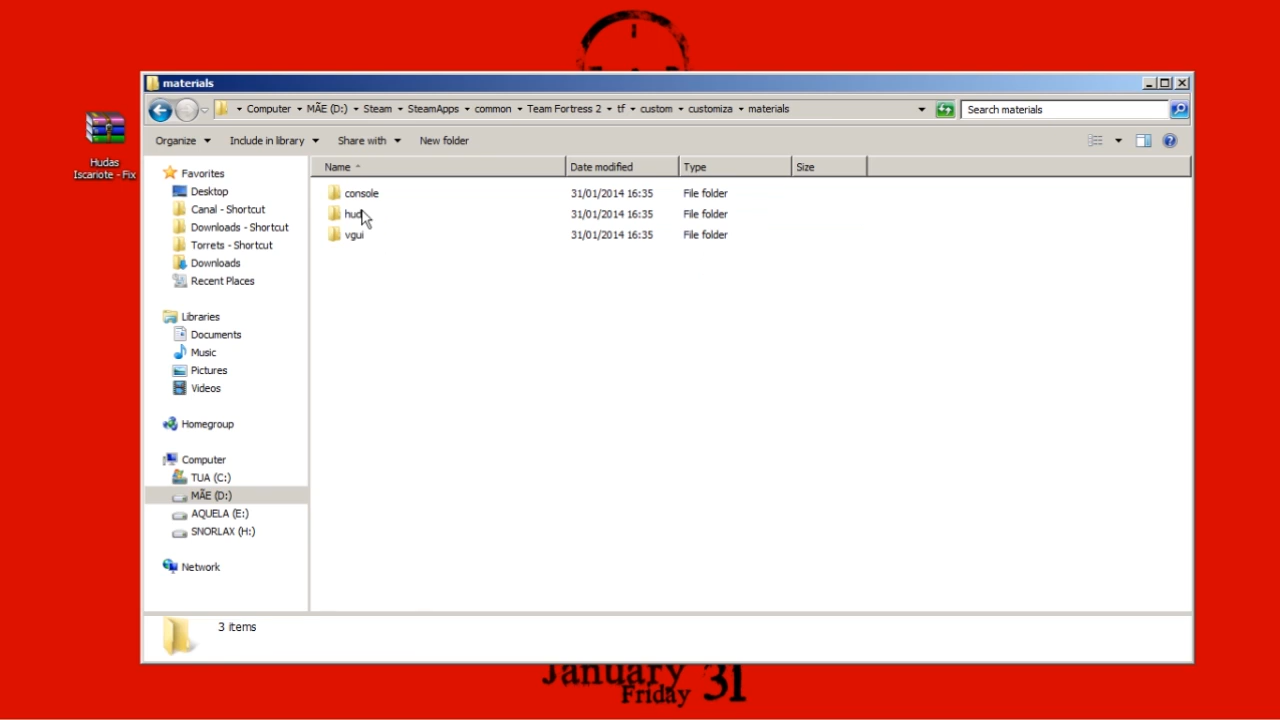 materials
Computer MÃE (D:) Steam SteamApps common Team Fortress 2 tf custom customiza materials
Search materials
Organize Include in library Share with New folder
Hudas
Iscariote - Fix
Name Date modified Type Size
Favorites
Desktop
Canal - Shortcut
Downloads - Shortcut
Torrets - Shortcut
Downloads
Recent Places
Libraries
Documents
Music
Pictures
Videos
Homegroup
Computer
TUA (C:)
MÃE (D:)
AQUELA (E:)
SNORLAX (H:)
Network
console 31/01/2014 16:35 File folder
hud 31/01/2014 16:35 File folder
vgui 31/01/2014 16:35 File folder
3 items
January 31
Friday